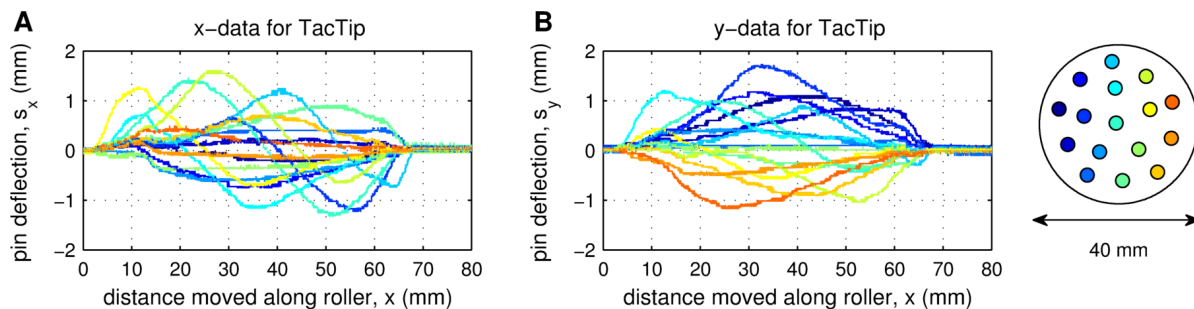 A
x−data for TacTip
pin deflection, sₓ (mm)
2
1
0
−1
−2
0 10 20 30 40 50 60 70 80
distance moved along roller, x (mm)
B
y−data for TacTip
pin deflection, s_y (mm)
2
1
0
−1
−2
0 10 20 30 40 50 60 70 80
distance moved along roller, x (mm)
40 mm